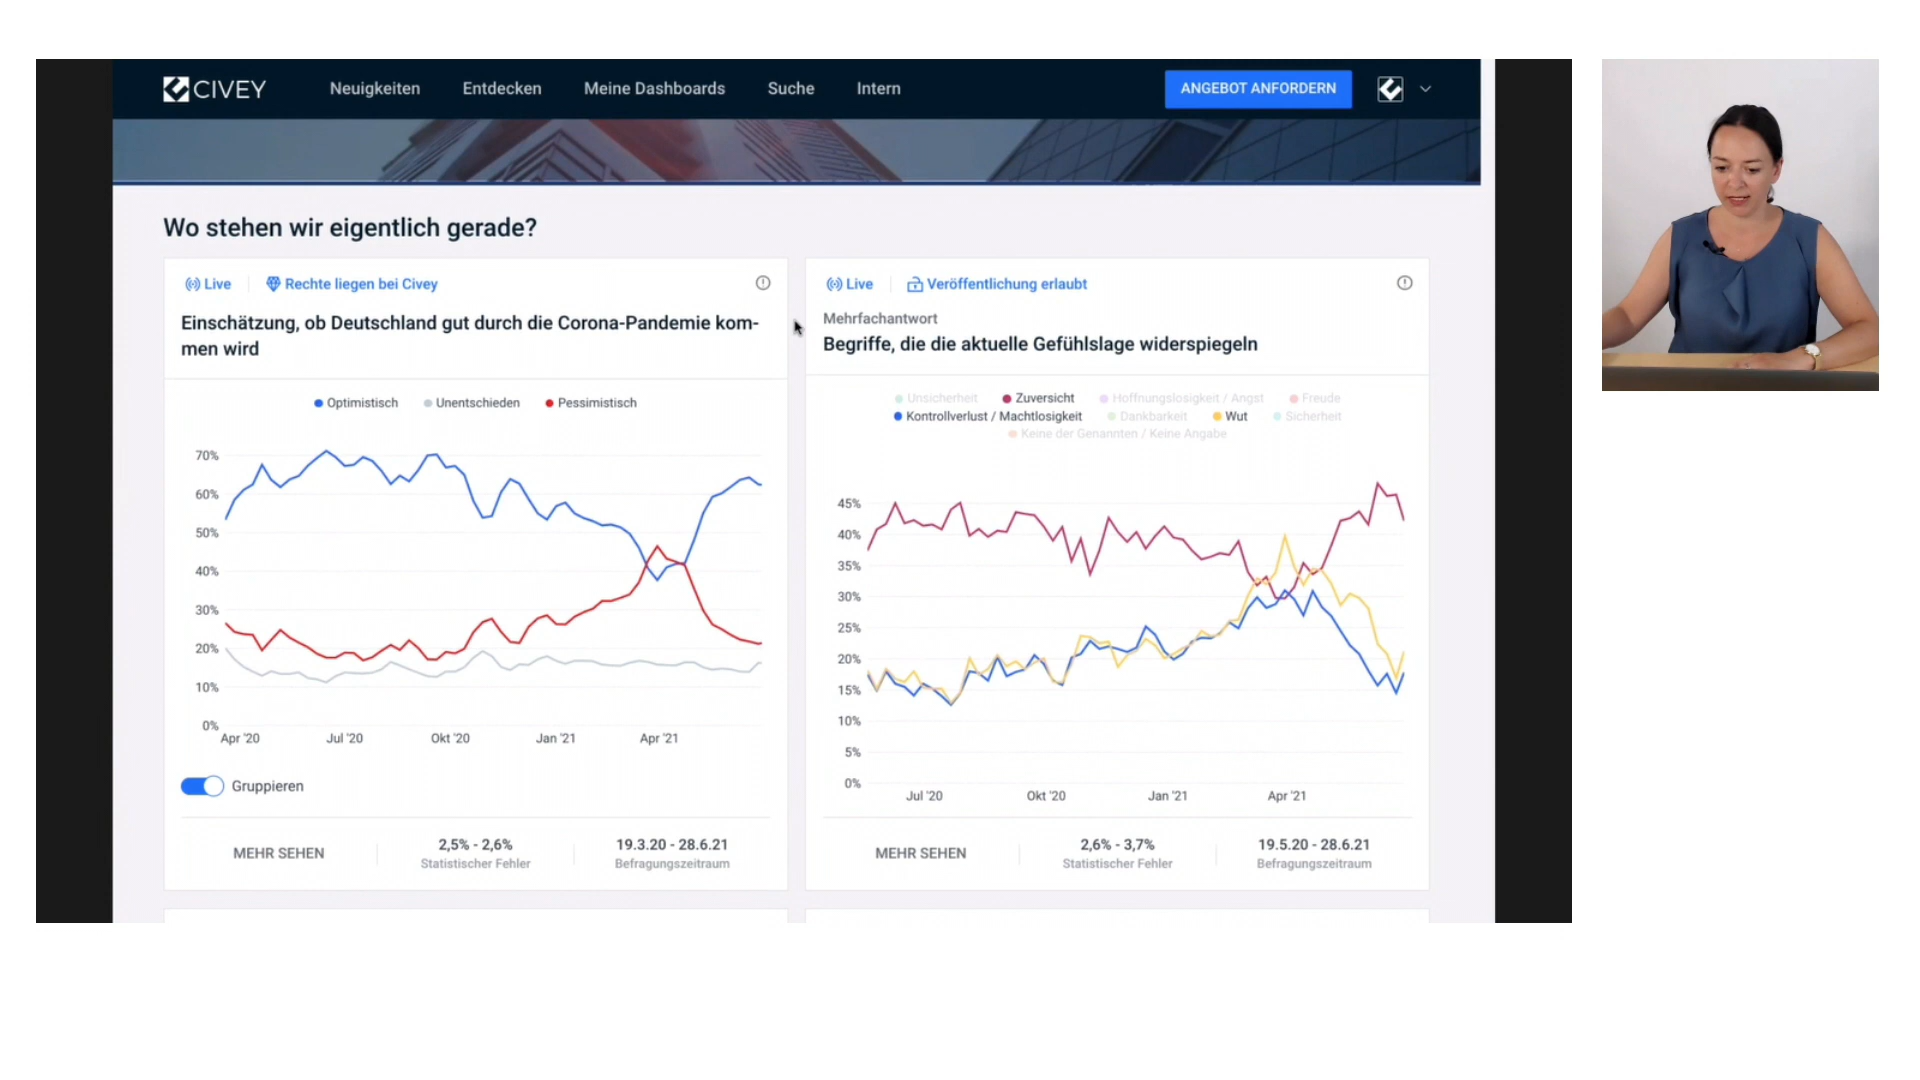 CIVEY
Neuigkeiten
Entdecken
Meine Dashboards
Suche
Intern
ANGEBOT ANFORDERN
Wo stehen wir eigentlich gerade?
Live
Rechte liegen bei Civey
Einschätzung, ob Deutschland gut durch die Corona-Pandemie kom-
men wird
Optimistisch
Unentschieden
Pessimistisch
70%
60%
50%
40%
30%
20%
10%
0%
Apr '20
Jul '20
Okt '20
Jan '21
Apr '21
Gruppieren
MEHR SEHEN
2,5% - 2,6%
Statistischer Fehler
19.3.20 - 28.6.21
Befragungszeitraum
Live
Veröffentlichung erlaubt
Mehrfachantwort
Begriffe, die die aktuelle Gefühlslage widerspiegeln
Unsicherheit
Zuversicht
Hoffnungslosigkeit / Angst
Freude
Kontrollverlust / Machtlosigkeit
Dankbarkeit
Wut
Sicherheit
Keine der Genannten / Keine Angabe
45%
40%
35%
30%
25%
20%
15%
10%
5%
0%
Jul '20
Okt '20
Jan '21
Apr '21
MEHR SEHEN
2,6% - 3,7%
Statistischer Fehler
19.5.20 - 28.6.21
Befragungszeitraum